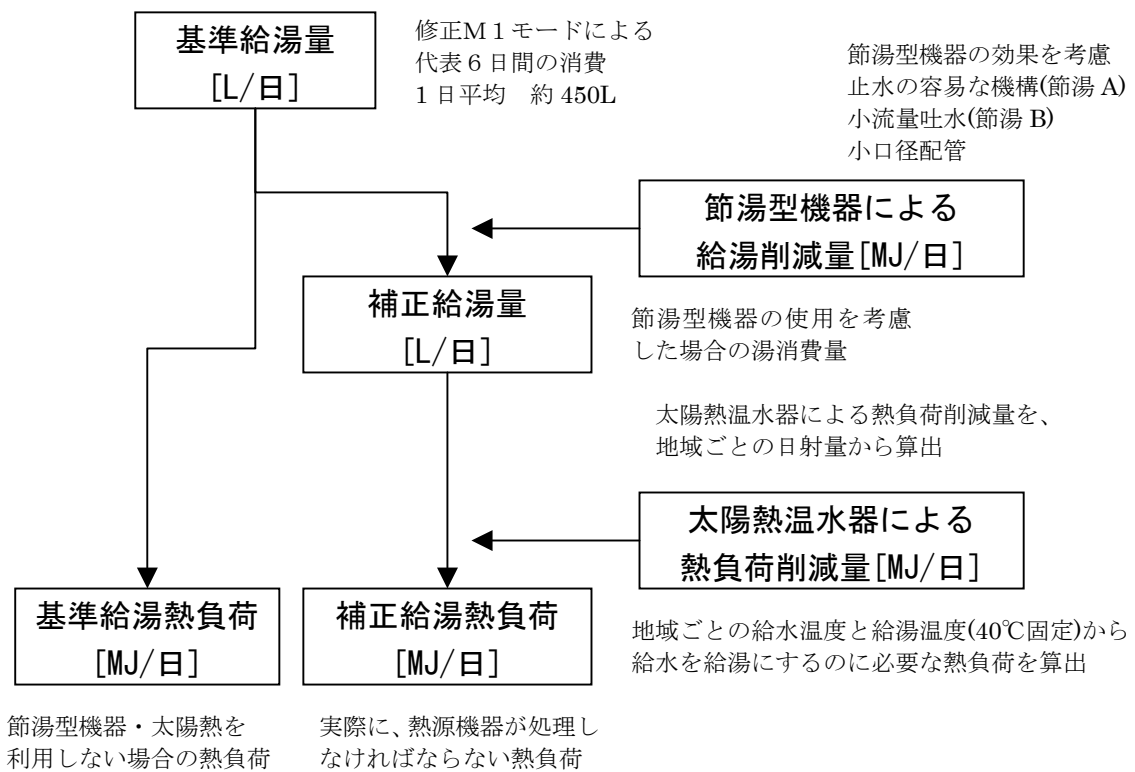 基準給湯量
[L/日]
修正M1モードによる
代表6日間の消費
1日平均 約450L
節湯型機器の効果を考慮
止水の容易な機構(節湯A)
小流量吐水(節湯B)
小口径配管
節湯型機器による
給湯削減量[MJ/日]
補正給湯量
[L/日]
節湯型機器の使用を考慮
した場合の湯消費量
太陽熱温水器による熱負荷削減量を、
地域ごとの日射量から算出
太陽熱温水器による
熱負荷削減量[MJ/日]
基準給湯熱負荷
[MJ/日]
補正給湯熱負荷
[MJ/日]
地域ごとの給水温度と給湯温度(40℃固定)から
給水を給湯にするのに必要な熱負荷を算出
節湯型機器・太陽熱を
利用しない場合の熱負荷
実際に、熱源機器が処理し
なければならない熱負荷